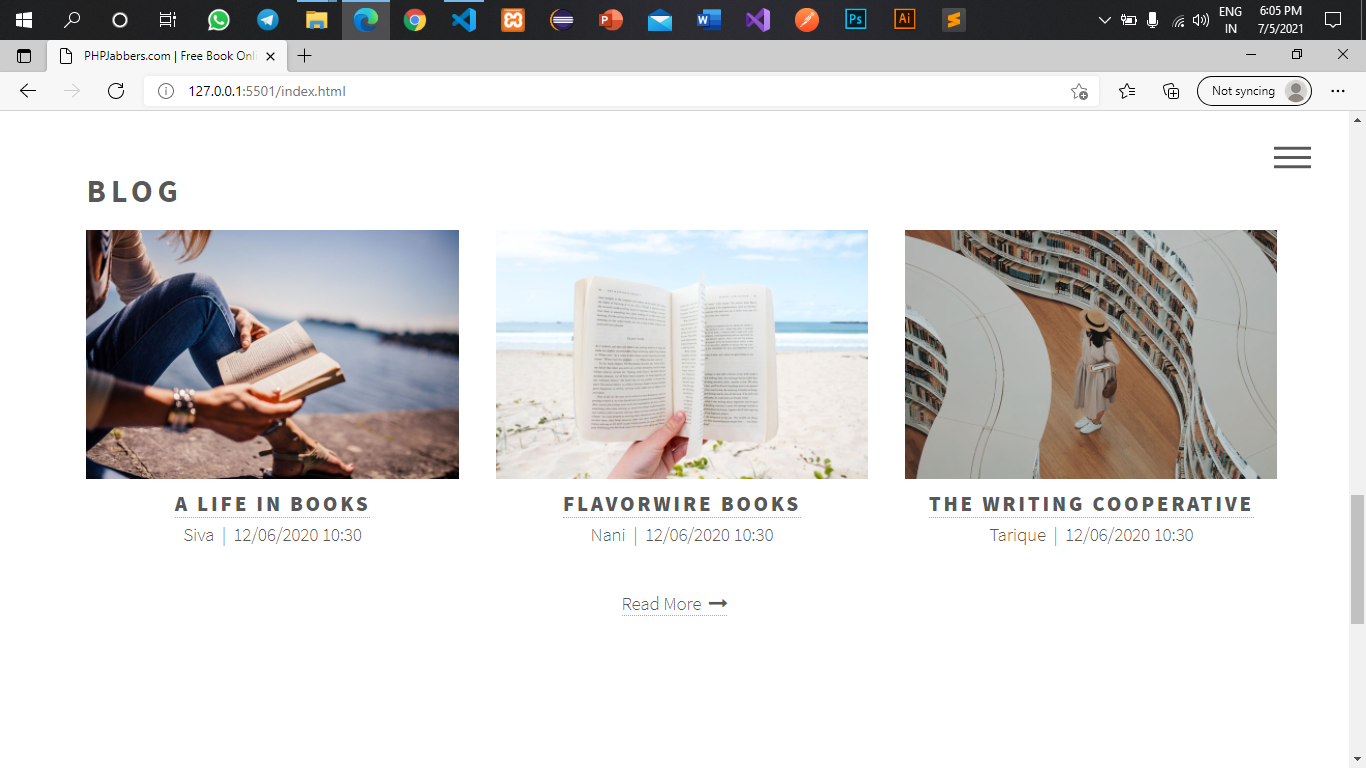 ENG
IN
6:05 PM
7/5/2021
PHPJabbers.com | Free Book Onli
127.0.0.1:5501/index.html
Not syncing
BLOG
A LIFE IN BOOKS
Siva | 12/06/2020 10:30
FLAVORWIRE BOOKS
Nani | 12/06/2020 10:30
THE WRITING COOPERATIVE
Tarique | 12/06/2020 10:30
Read More